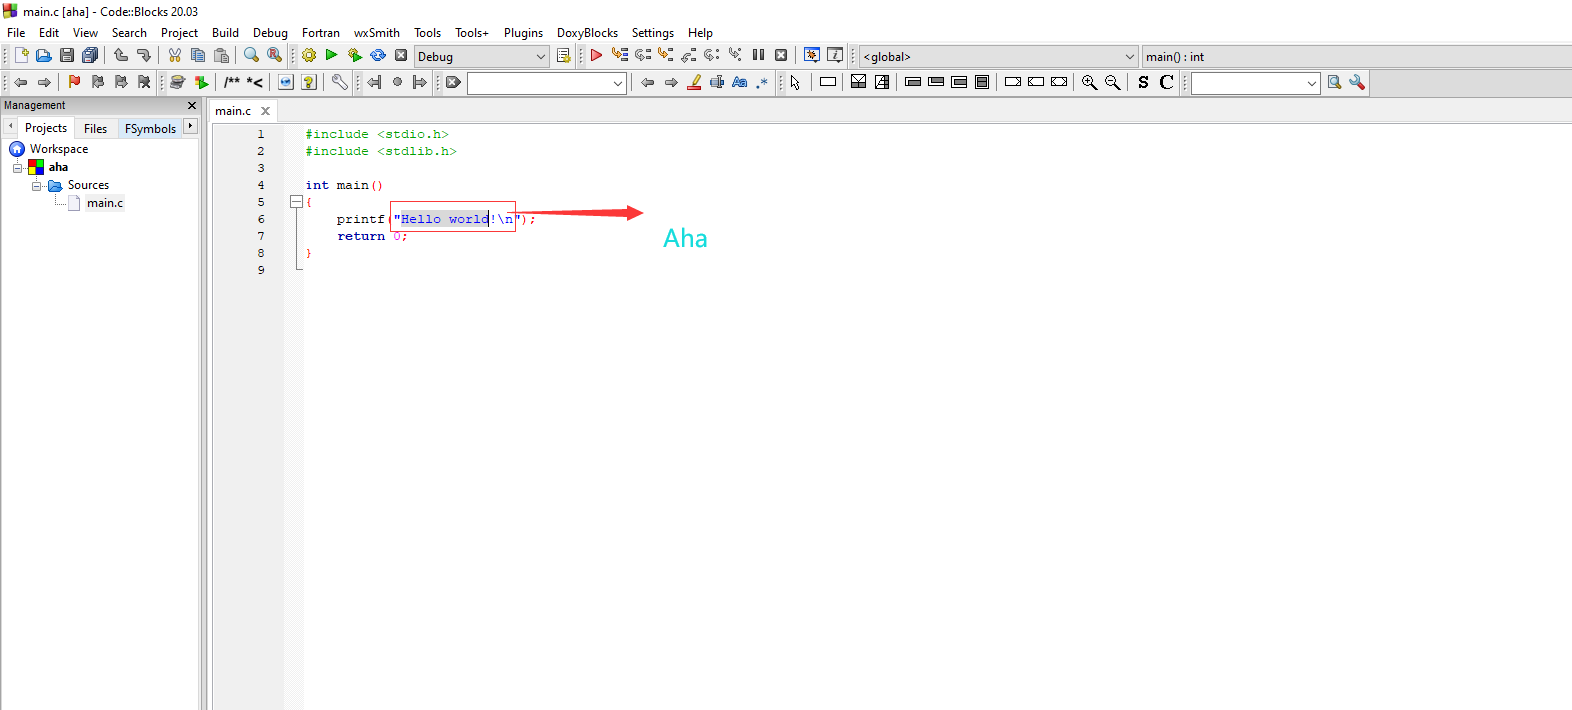 main.c [aha] - Code::Blocks 20.03
File Edit View Search Project Build Debug Fortran wxSmith Tools Tools+ Plugins DoxyBlocks Settings Help
Debug <global> main() : int
/** *< Aa .* S C
Management
Projects Files FSymbols
main.c
Workspace
aha
Sources
main.c
1 #include <stdio.h>
2 #include <stdlib.h>
3
4 int main()
5 {
6 printf("Hello world!\n");
7 return 0;
8 }
9
Aha